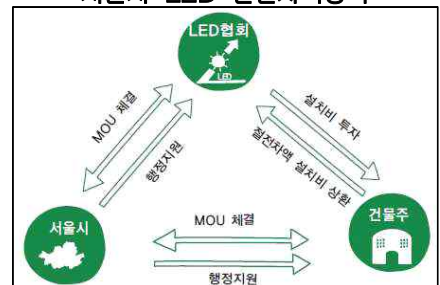 LED협회
LED
MOU 체결
행정지원
설치비 투자
절전차액 설치비 상환
서울시
MOU 체결
행정지원
건물주